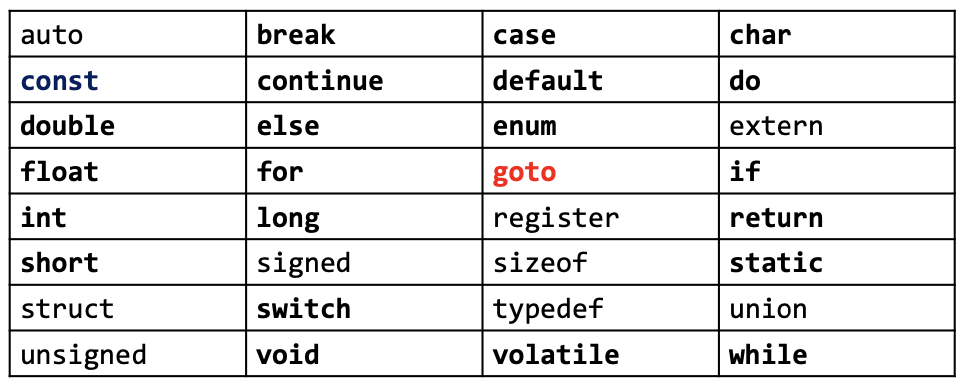 auto break case char
const continue default do
double else enum extern
float for goto if
int long register return
short signed sizeof static
struct switch typedef union
unsigned void volatile while